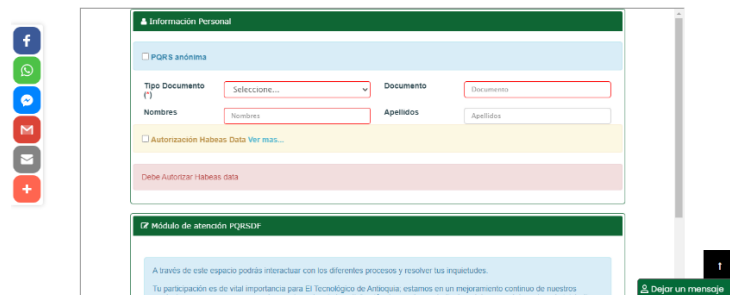 Información Personal
PQRS anónima
Tipo Documento (*)
Seleccione...
Documento
Documento
Nombres
Nombres
Apellidos
Apellidos
Autorización Habeas Data Ver mas...
Debe Autorizar Habeas data
Módulo de atención PQRSDF
A través de este espacio podrás interactuar con los diferentes procesos y resolver tus inquietudes.
Tu participación es de vital importancia para El Tecnológico de Antioquia; estamos en un mejoramiento continuo de nuestros
Dejar un mensaje